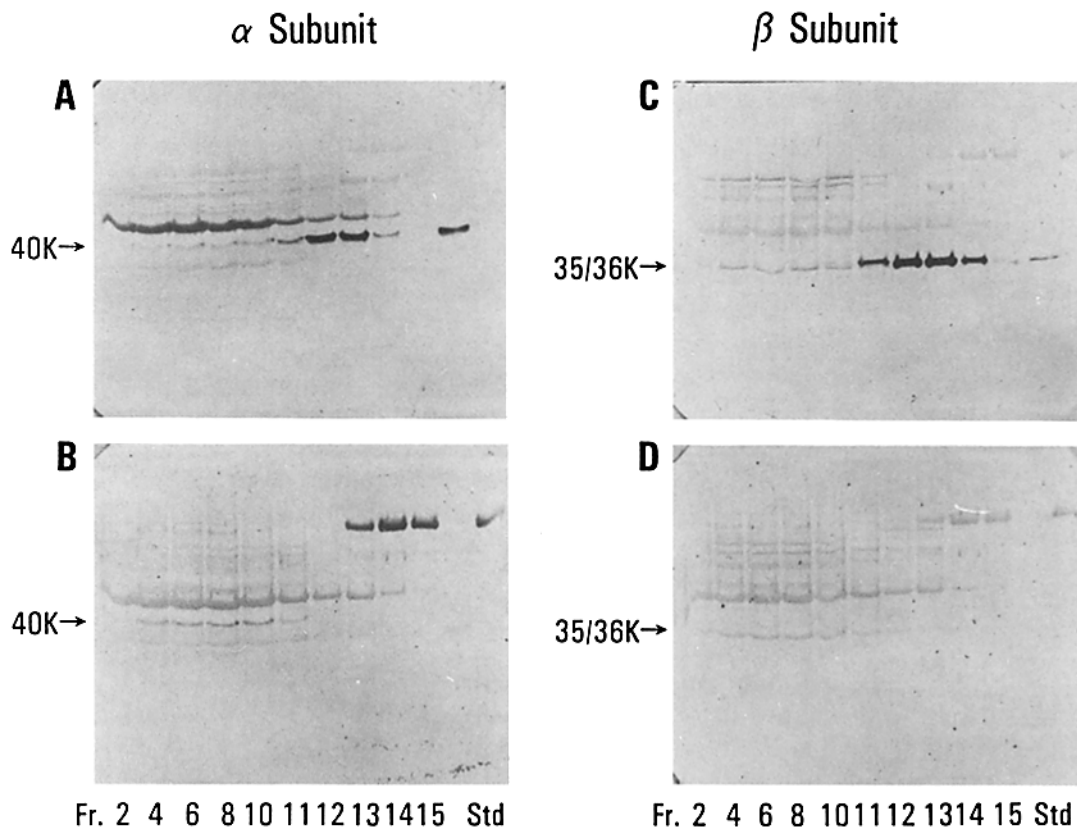 α Subunit
β Subunit
A
40K→
B
40K→
C
35/36K→
D
35/36K→
Fr. 2 4 6 8 10 11 12 13 14 15 Std
Fr. 2 4 6 8 10 11 12 13 14 15 Std